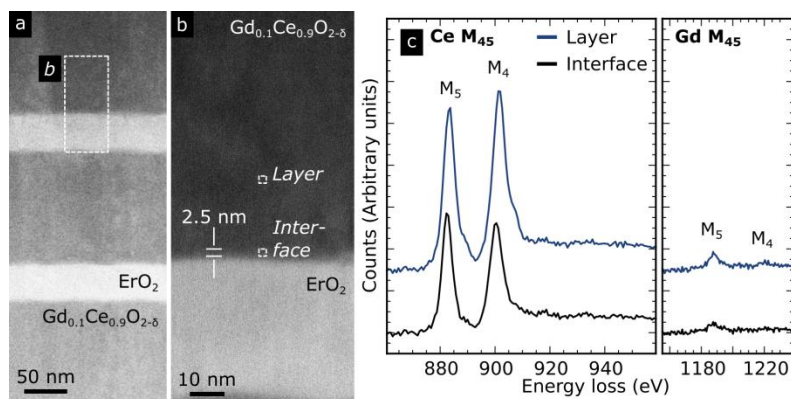 a
b
ErO2
Gd0.1Ce0.9O2-δ
50 nm
b
Gd0.1Ce0.9O2-δ
Layer
2.5 nm
Inter-
face
ErO2
10 nm
c
Ce M45
Layer
Interface
M5
M4
Counts (Arbitrary units)
880
900
920
940
Energy loss (eV)
Gd M45
M5
M4
1180
1220